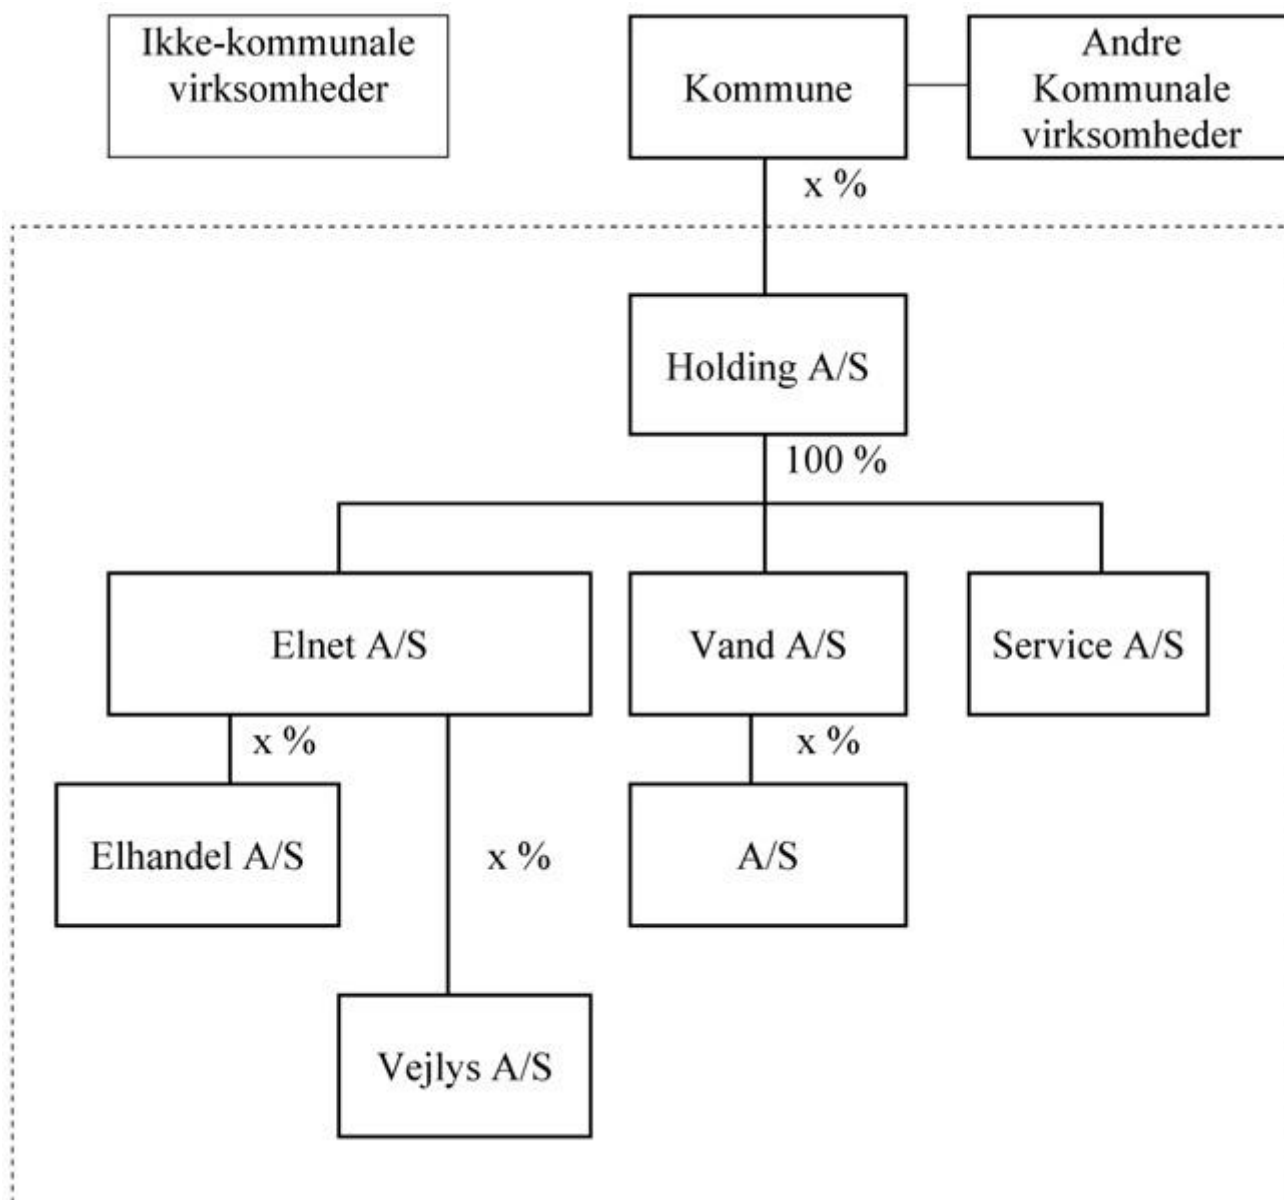 Ikke-kommunale
virksomheder
Kommune
Andre
Kommunale
virksomheder
x %
Holding A/S
100 %
Elnet A/S
Vand A/S
Service A/S
x %
x %
Elhandel A/S
x %
A/S
Vejlys A/S